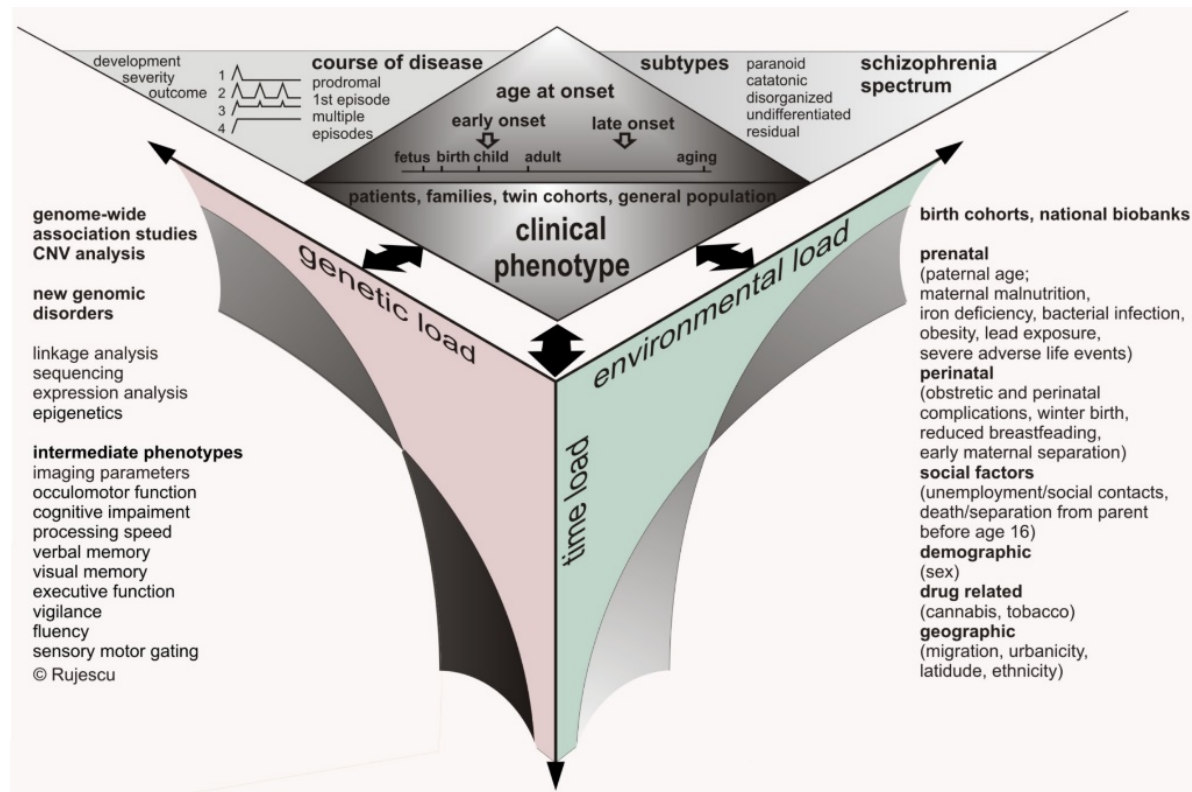 development
severity
outcome
1
2
3
4
course of disease
prodromal
1st episode
multiple
episodes
age at onset
early onset
late onset
fetus birth child adult aging
subtypes
paranoid
catatonic
disorganized
undifferentiated
residual
schizophrenia
spectrum
patients, families, twin cohorts, general population
clinical
phenotype
genetic load
environmental load
time load
genome-wide
association studies
CNV analysis
new genomic
disorders
linkage analysis
sequencing
expression analysis
epigenetics
intermediate phenotypes
imaging parameters
occulomotor function
cognitive impaiment
processing speed
verbal memory
visual memory
executive function
vigilance
fluency
sensory motor gating
© Rujescu
birth cohorts, national biobanks
prenatal
(paternal age;
maternal malnutrition,
iron deficiency, bacterial infection,
obesity, lead exposure,
severe adverse life events)
perinatal
(obstretic and perinatal
complications, winter birth,
reduced breastfeading,
early maternal separation)
social factors
(unemployment/social contacts,
death/separation from parent
before age 16)
demographic
(sex)
drug related
(cannabis, tobacco)
geographic
(migration, urbanicity,
latidude, ethnicity)